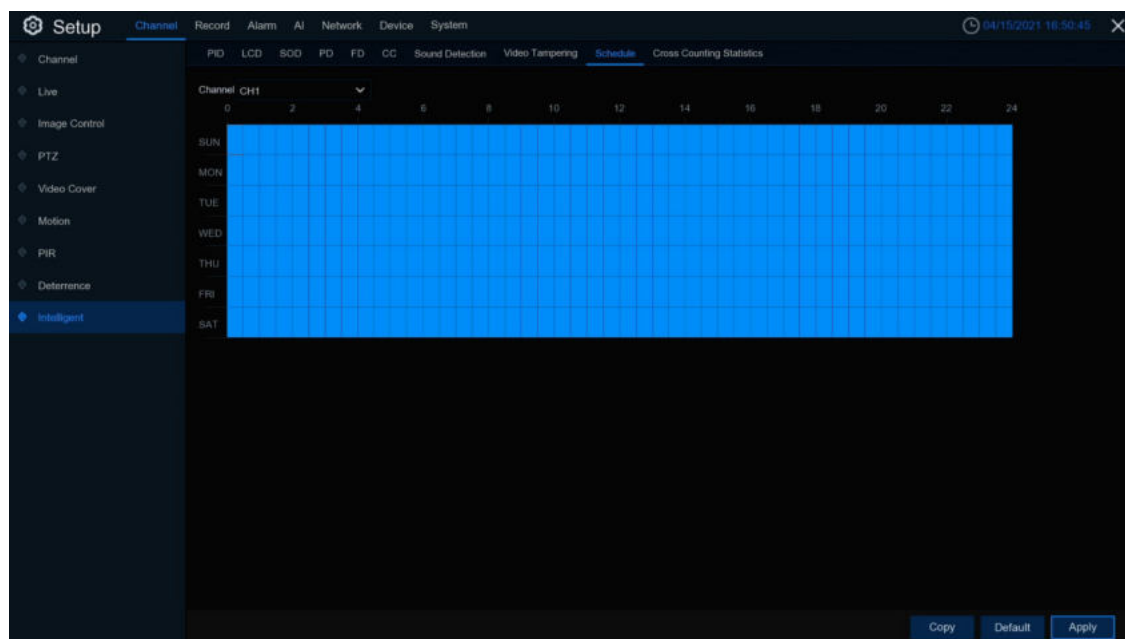 Setup Channel Record Alarm AI Network Device System 04/15/2021 16:50:45
Channel
Live
Image Control
PTZ
Video Cover
Motion
PIR
Deterrence
Intelligent
PID LCD SOD PD FD CC Sound Detection Video Tampering Schedule Cross Counting Statistics
Channel CH1
0 2 4 6 8 10 12 14 16 18 20 22 24
SUN
MON
TUE
WED
THU
FRI
SAT
Copy Default Apply